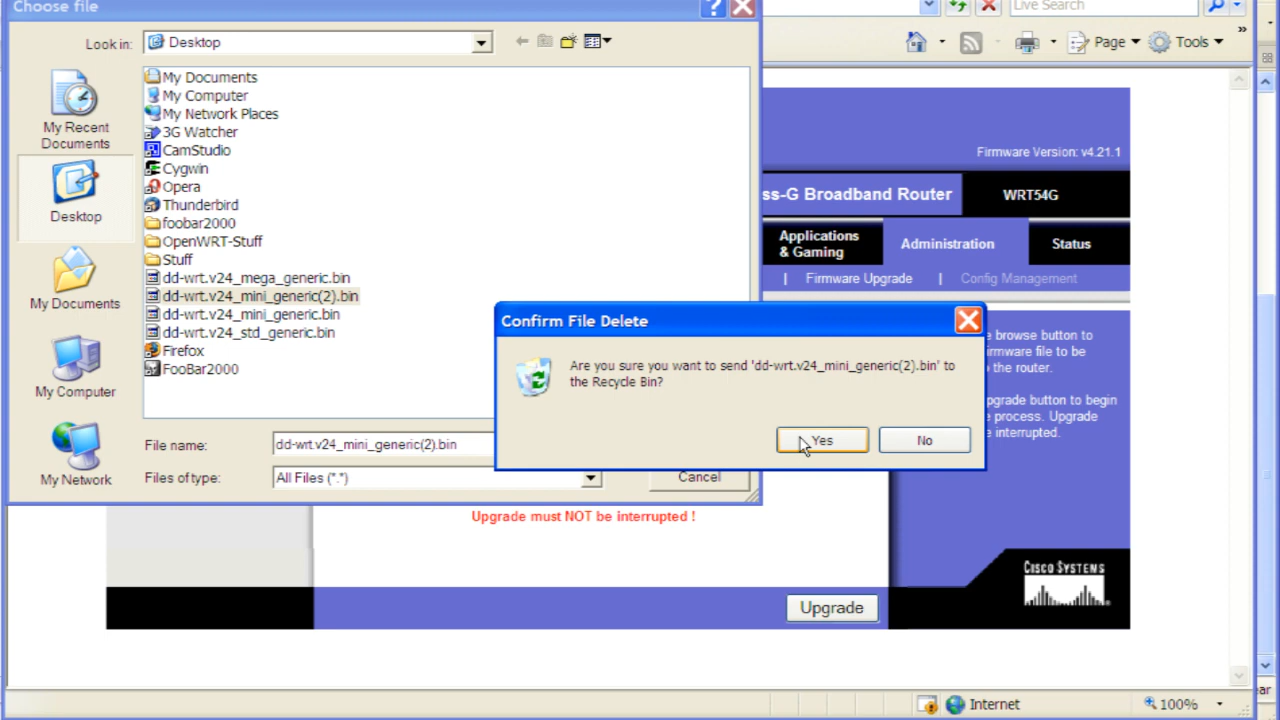 Choose file
Live Search
Look in:
Desktop
Page
Tools
My Recent
Documents
Desktop
My Documents
My Computer
My Network
My Documents
My Computer
My Network Places
3G Watcher
CamStudio
Cygwin
Opera
Thunderbird
foobar2000
OpenWRT-Stuff
Stuff
dd-wrt.v24_mega_generic.bin
dd-wrt.v24_mini_generic(2).bin
dd-wrt.v24_mini_generic.bin
dd-wrt.v24_std_generic.bin
Firefox
FooBar2000
File name:
dd-wrt.v24_mini_generic(2).bin
Files of type:
All Files (*.*)
Cancel
Firmware Version: v4.21.1
ss-G Broadband Router
WRT54G
Applications
& Gaming
Administration
Status
| Firmware Upgrade | Config Management
Confirm File Delete
Are you sure you want to send 'dd-wrt.v24_mini_generic(2).bin' to
the Recycle Bin?
Yes
No
browse button to
firmware file to be
the router.
pgrade button to begin
process. Upgrade
interrupted.
Upgrade must NOT be interrupted !
CISCO SYSTEMS
Upgrade
Internet
100%